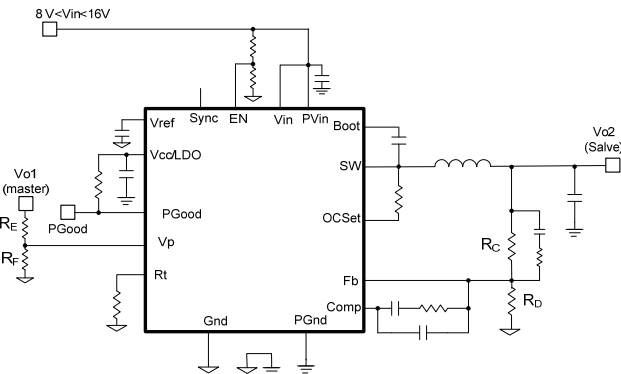 8 V<Vin<16V
Sync
EN
Vin
PVin
Vref
Boot
Vcc/LDO
SW
Vo2
(Salve)
Vo1
(master)
PGood
PGood
OCSet
RE
RF
Vp
RC
Rt
Fb
RD
Comp
Gnd
PGnd